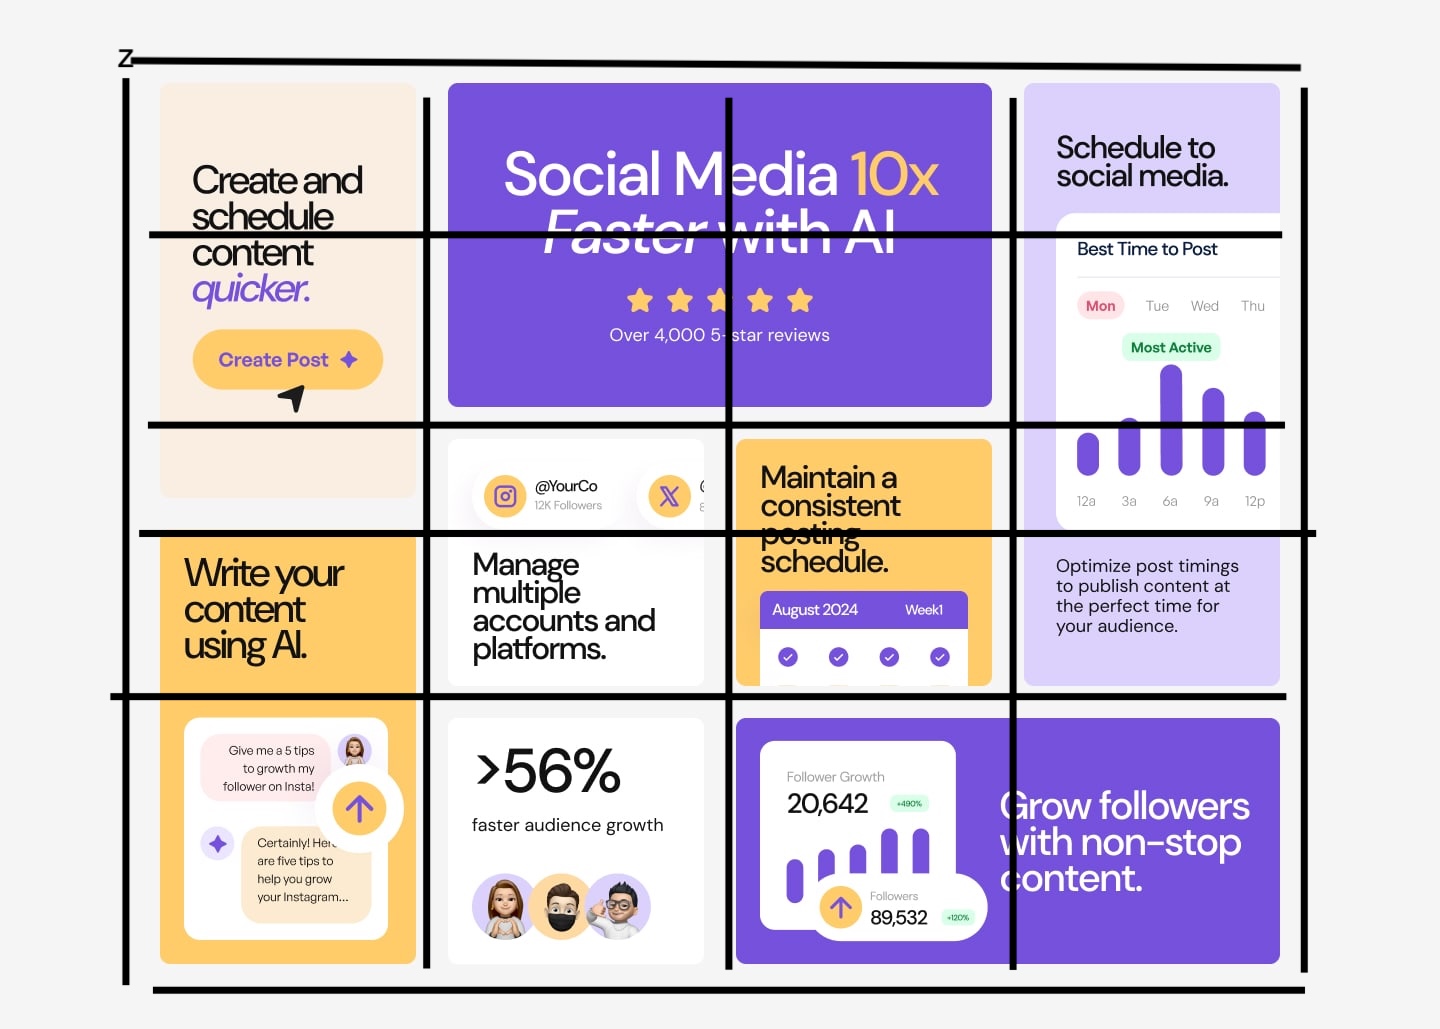 Z
Create and
schedule
content
quicker.
Create Post
Social Media 10x
Faster with AI
Over 4,000 5-star reviews
Schedule to
social media.
Best Time to Post
Mon Tue Wed Thu
Most Active
12a 3a 6a 9a 12p
Optimize post timings
to publish content at
the perfect time for
your audience.
@YourCo
12K Followers
Manage
multiple
accounts and
platforms.
Maintain a
consistent
posting
schedule.
August 2024 Week1
Write your
content
using AI.
Give me a 5 tips
to growth my
follower on Insta!
Certainly! Here
are five tips to
help you grow
your Instagram...
>56%
faster audience growth
Follower Growth
20,642 +490%
Followers
89,532 +120%
Grow followers
with non-stop
content.